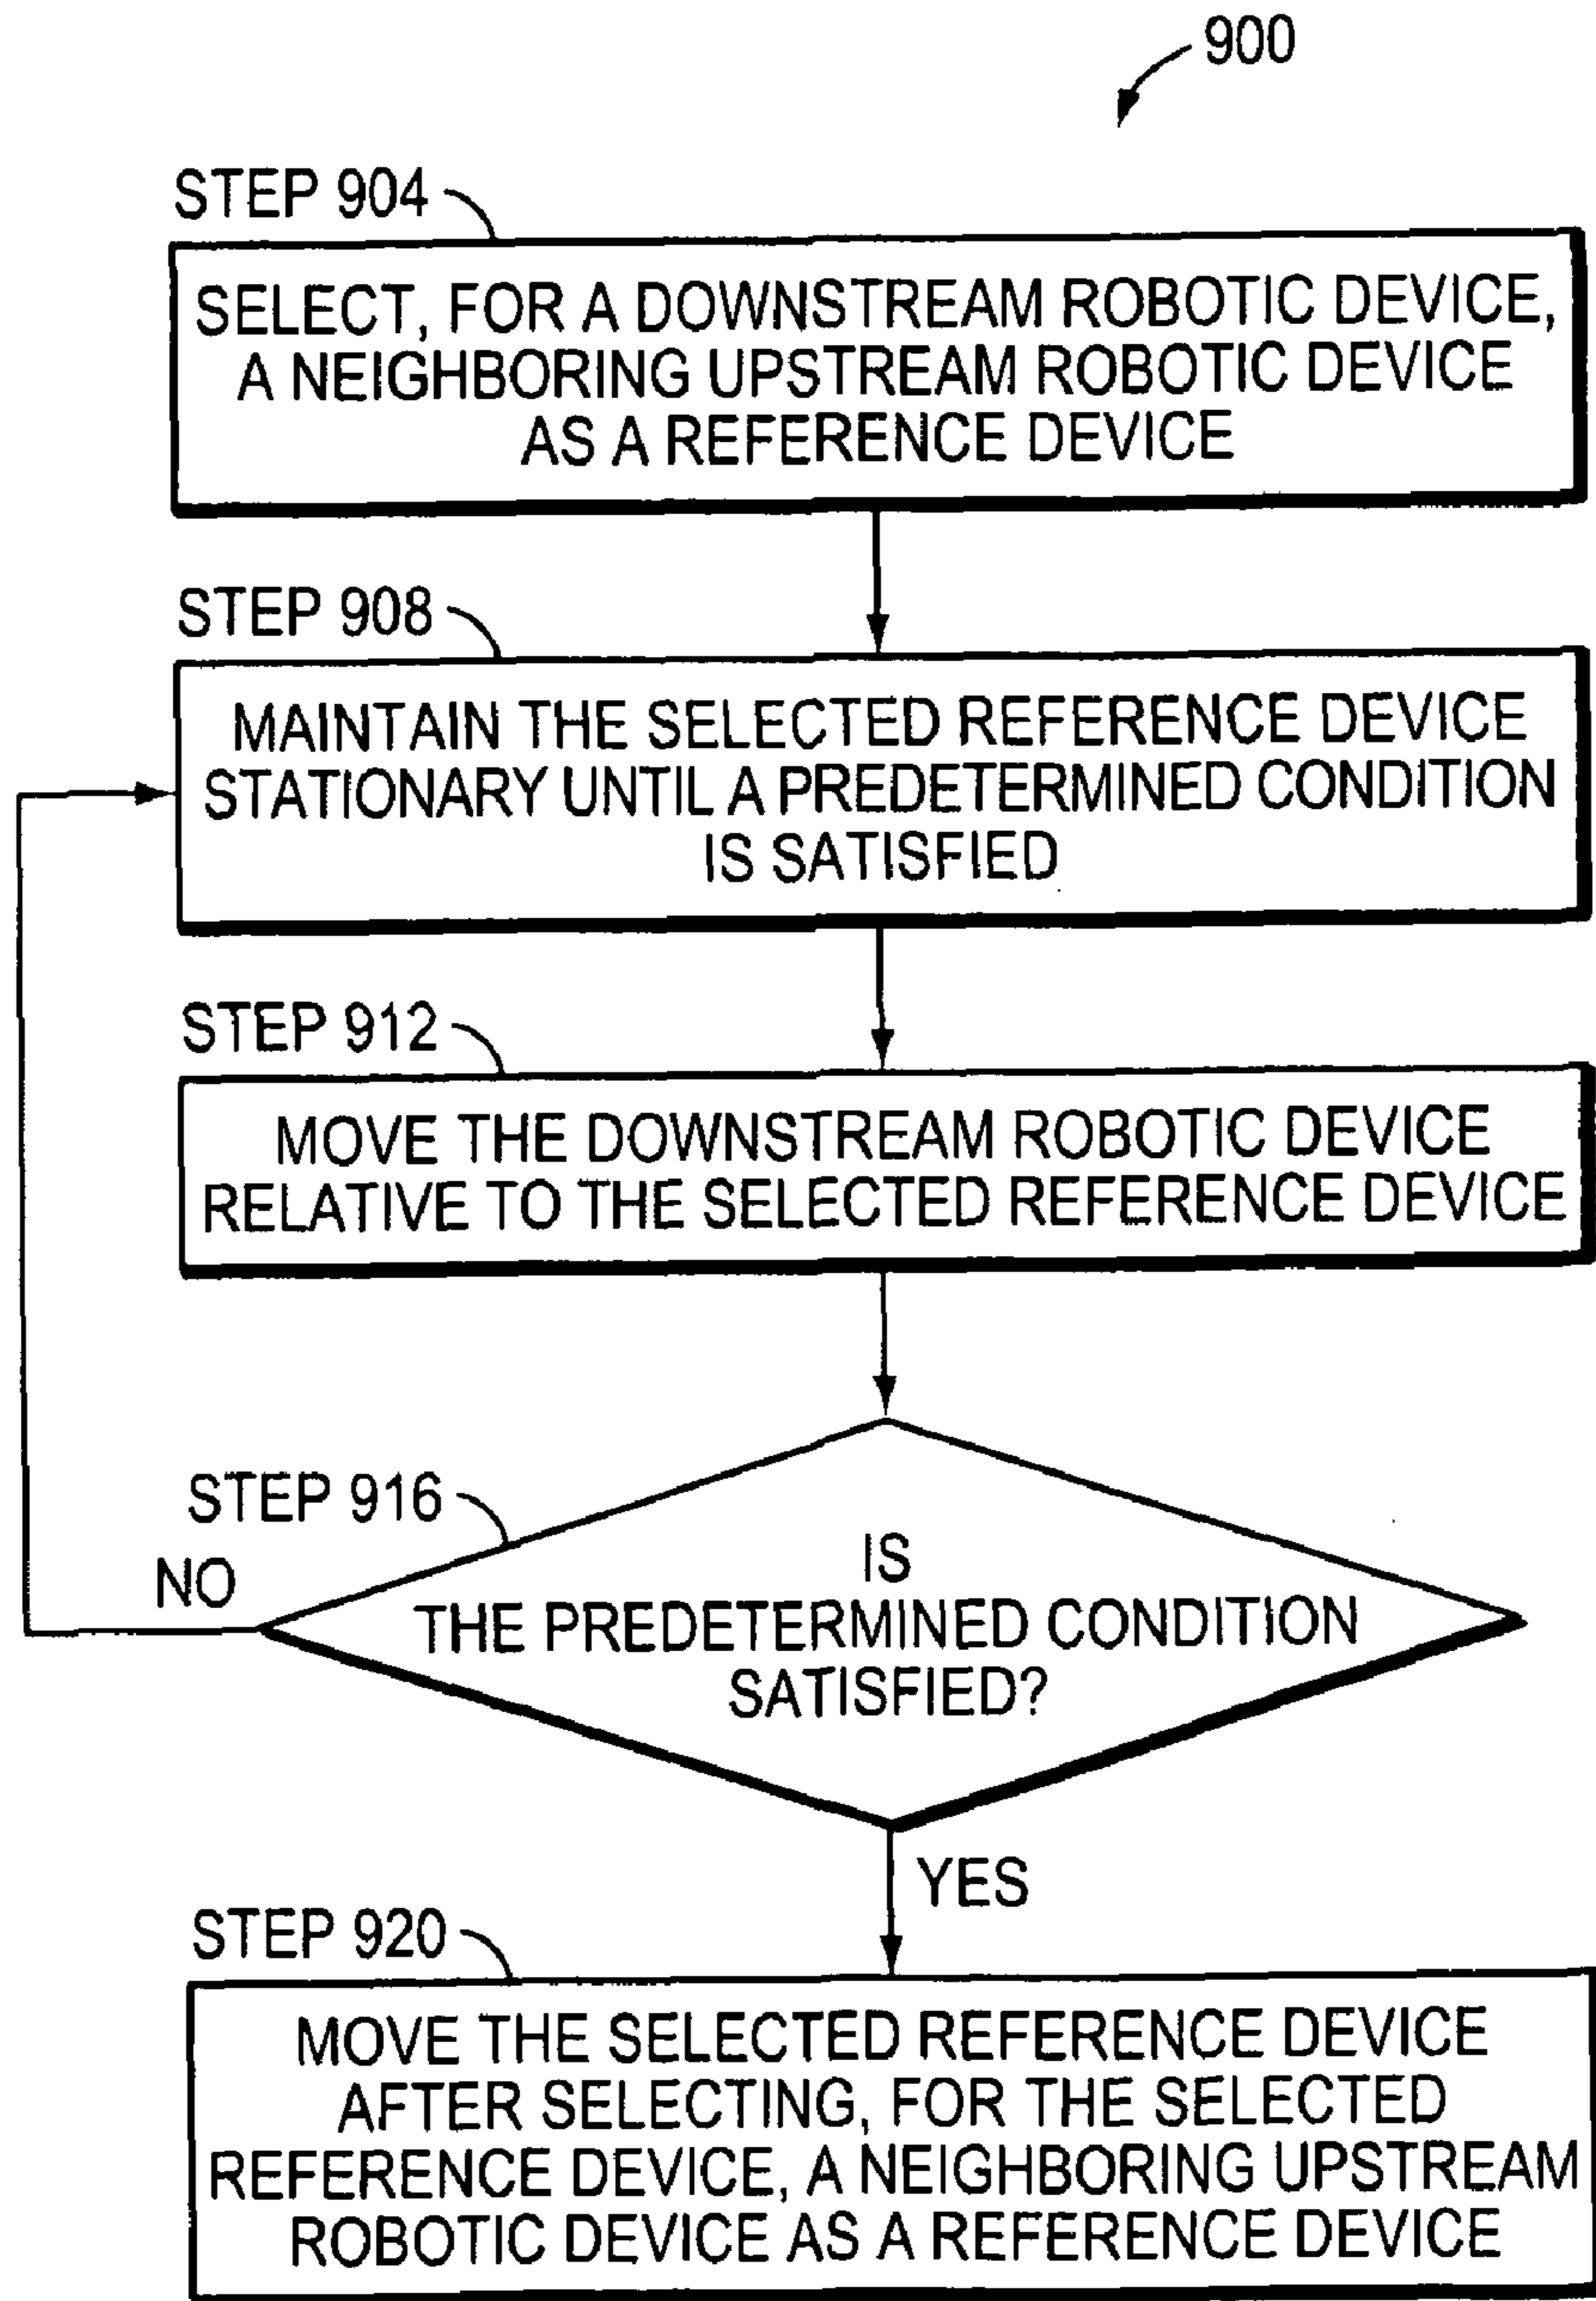 900
STEP 904
SELECT, FOR A DOWNSTREAM ROBOTIC DEVICE,
A NEIGHBORING UPSTREAM ROBOTIC DEVICE
AS A REFERENCE DEVICE
STEP 908
MAINTAIN THE SELECTED REFERENCE DEVICE
STATIONARY UNTIL A PREDETERMINED CONDITION
IS SATISFIED
STEP 912
MOVE THE DOWNSTREAM ROBOTIC DEVICE
RELATIVE TO THE SELECTED REFERENCE DEVICE
STEP 916
NO
IS
THE PREDETERMINED CONDITION
SATISFIED?
YES
STEP 920
MOVE THE SELECTED REFERENCE DEVICE
AFTER SELECTING, FOR THE SELECTED
REFERENCE DEVICE, A NEIGHBORING UPSTREAM
ROBOTIC DEVICE AS A REFERENCE DEVICE